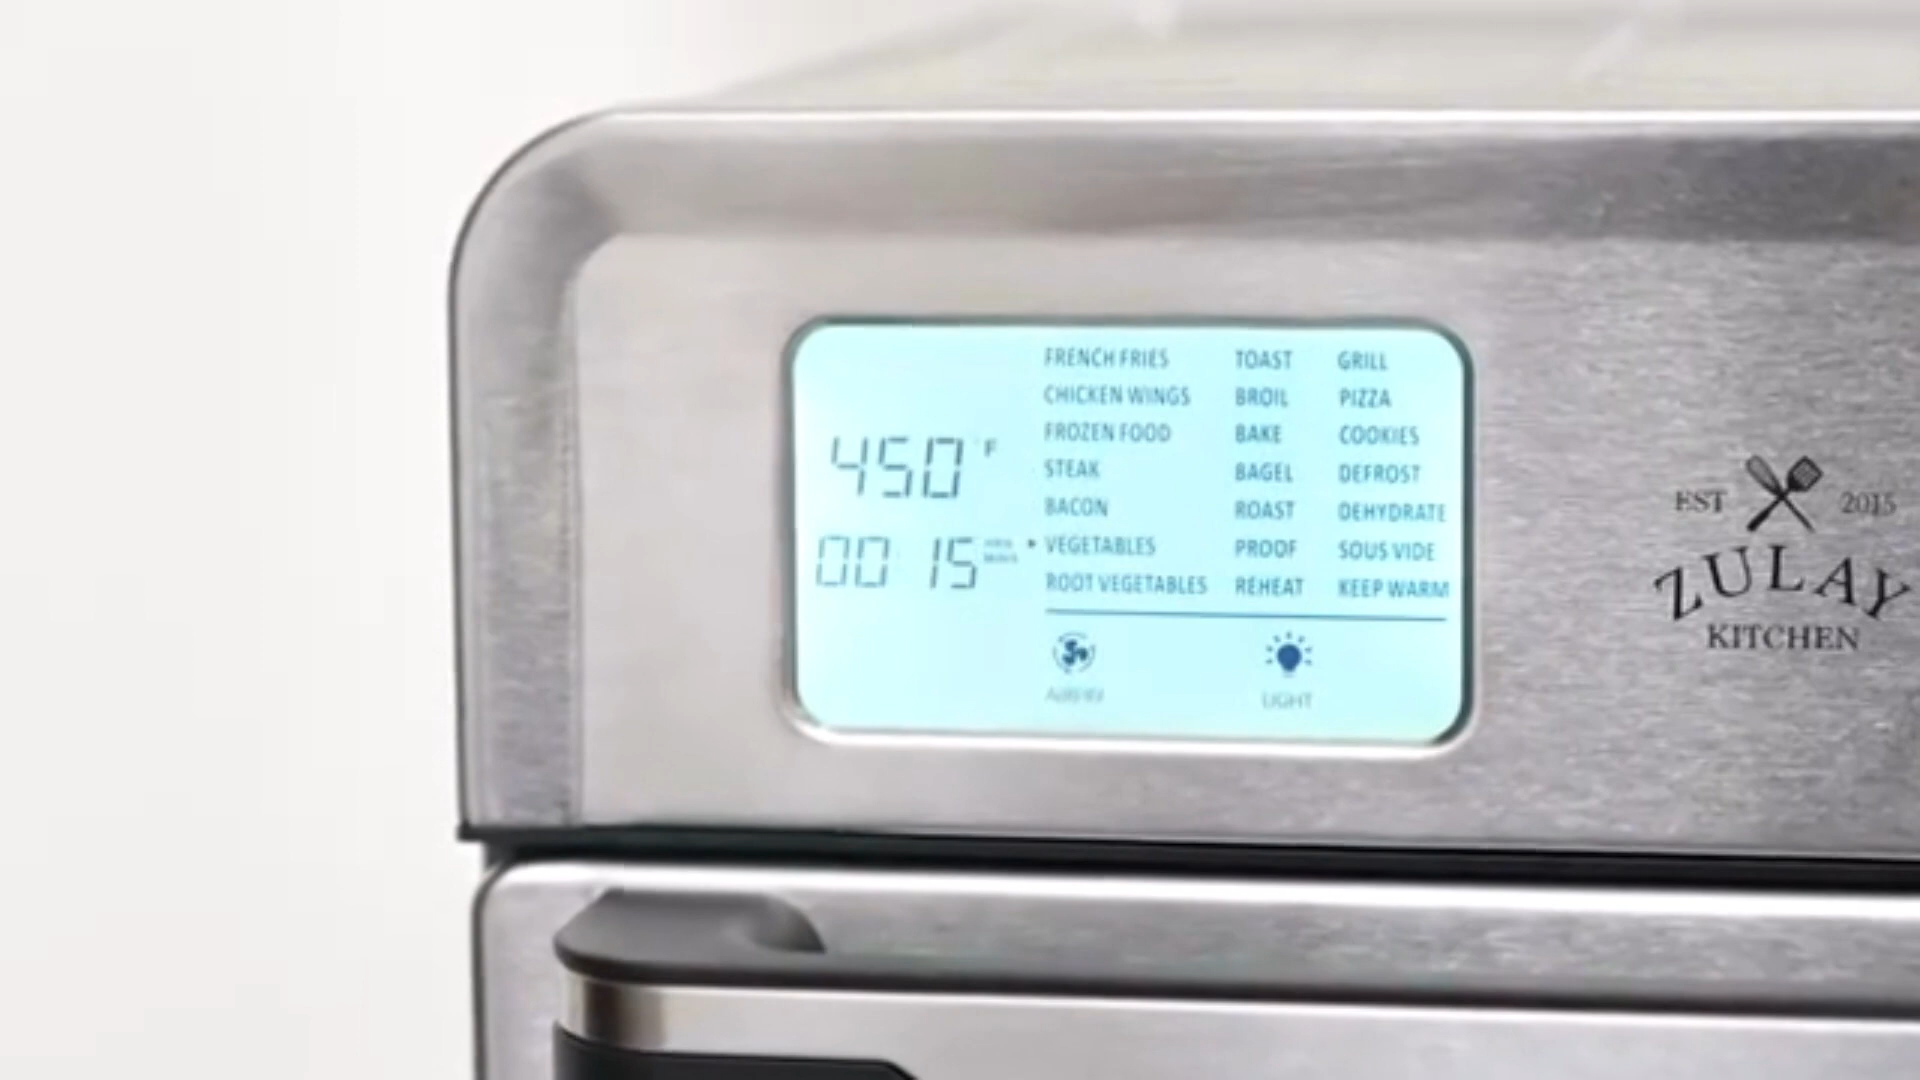 450 °F
00 15
FRENCH FRIES
CHICKEN WINGS
FROZEN FOOD
STEAK
BACON
VEGETABLES
ROOT VEGETABLES
TOAST
BROIL
BAKE
BAGEL
ROAST
PROOF
REHEAT
GRILL
PIZZA
COOKIES
DEFROST
DEHYDRATE
SOUS VIDE
KEEP WARM
LIGHT
EST 2015
ZULAY
KITCHEN